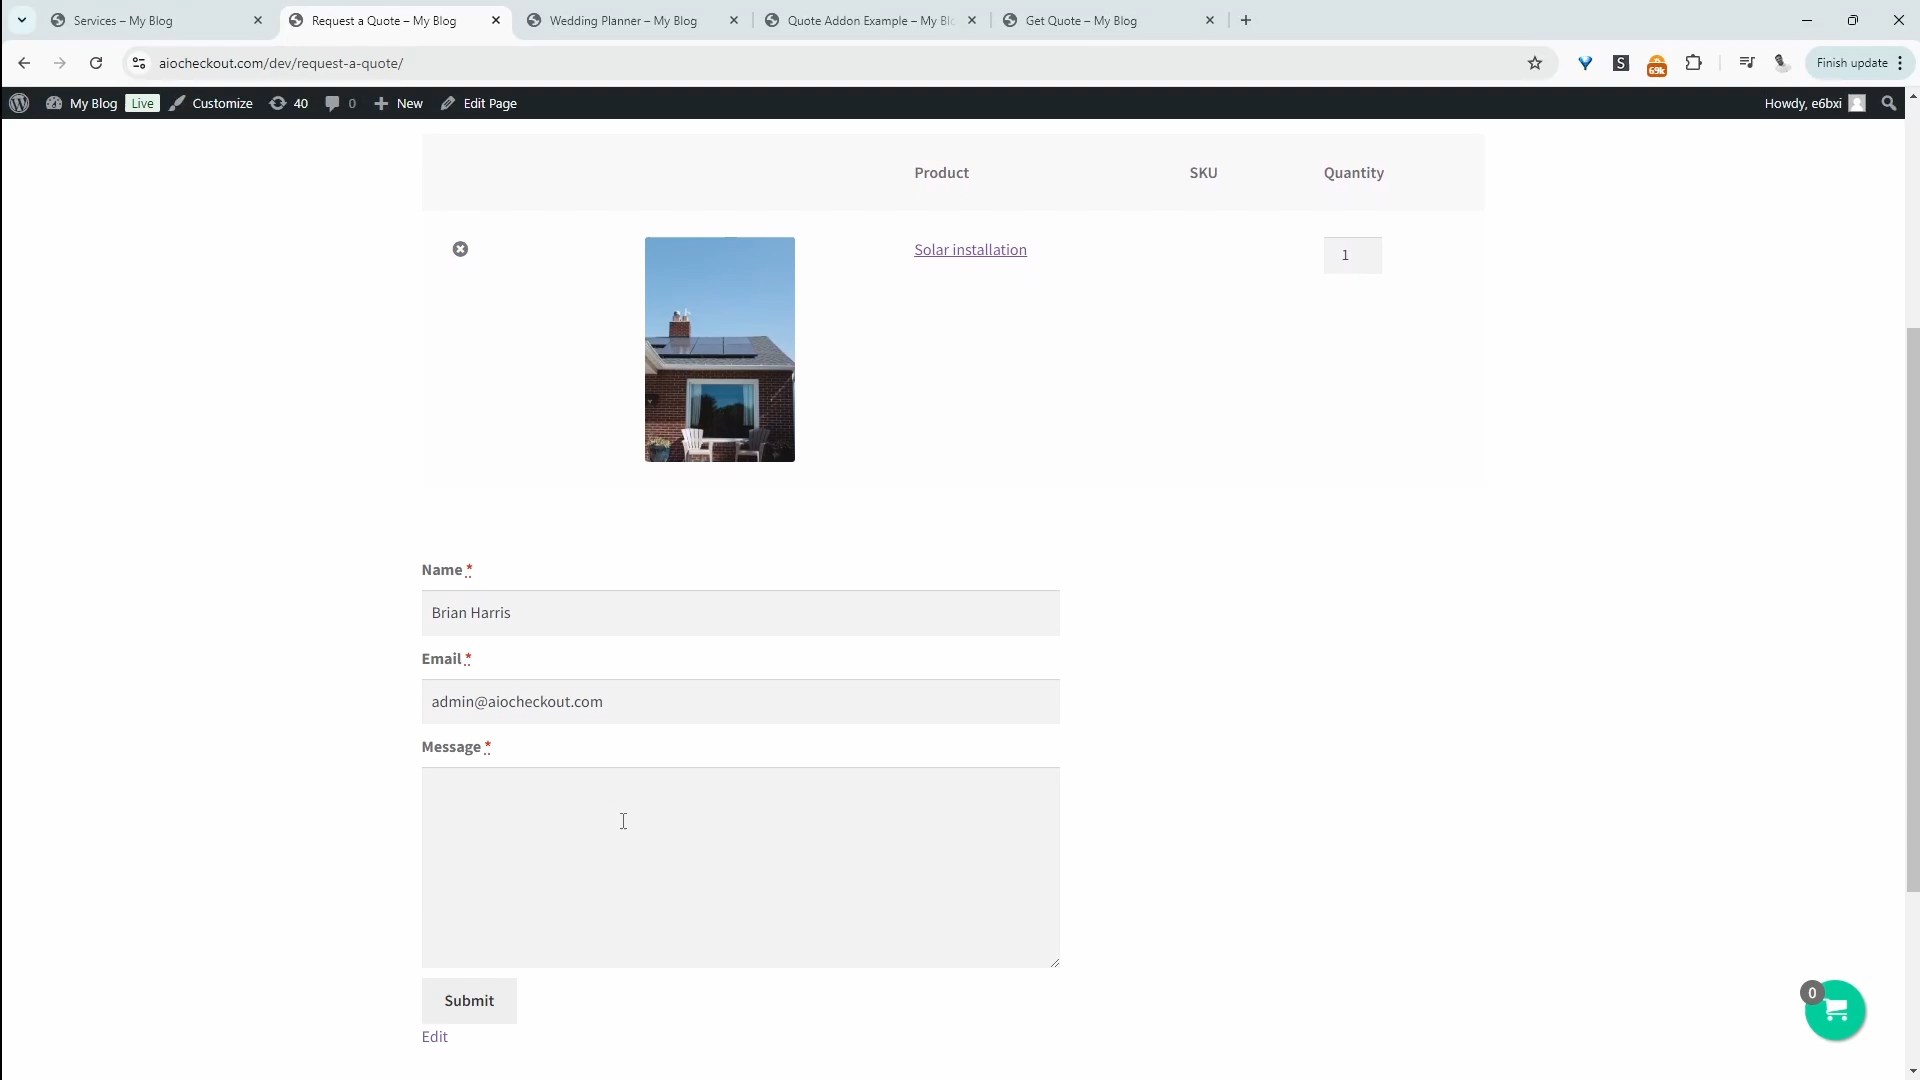 Services – My Blog
Request a Quote – My Blog
Wedding Planner – My Blog
Quote Addon Example – My Blo
Get Quote – My Blog
aiocheckout.com/dev/request-a-quote/
S
69k
Finish update
My Blog Live Customize 40 0 New Edit Page Howdy, e6bxi
Product SKU Quantity
Solar installation 1
Name *
Brian Harris
Email *
admin@aiocheckout.com
Message *
Submit
Edit
0